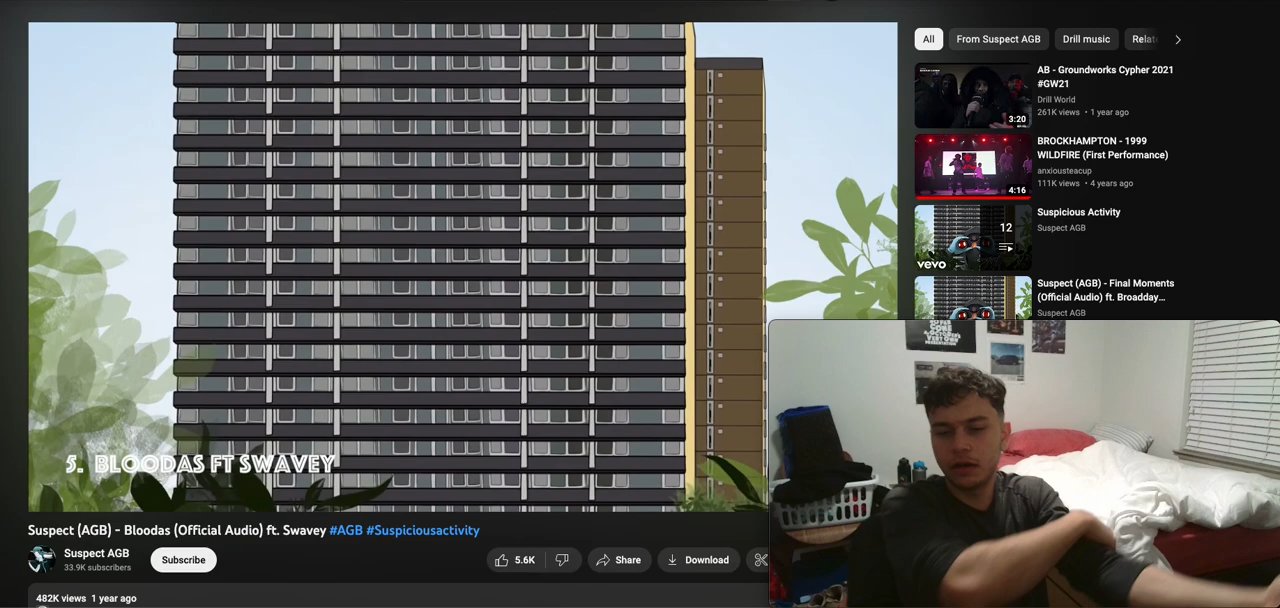 5. BLOODAS FT SWAVEY
Suspect (AGB) - Bloodas (Official Audio) ft. Swavey #AGB #Suspiciousactivity
Suspect AGB
33.9K subscribers
Subscribe
5.6K
Share
Download
482K views 1 year ago
All
From Suspect AGB
Drill music
AB - Groundworks Cypher 2021
#GW21
Drill World
261K views • 1 year ago
3:20
BROCKHAMPTON - 1999
WILDFIRE (First Performance)
anxiousteacup
111K views • 4 years ago
4:16
Suspicious Activity
Suspect AGB
12
vevo
Suspect (AGB) - Final Moments
(Official Audio) ft. Broadday...
Suspect AGB